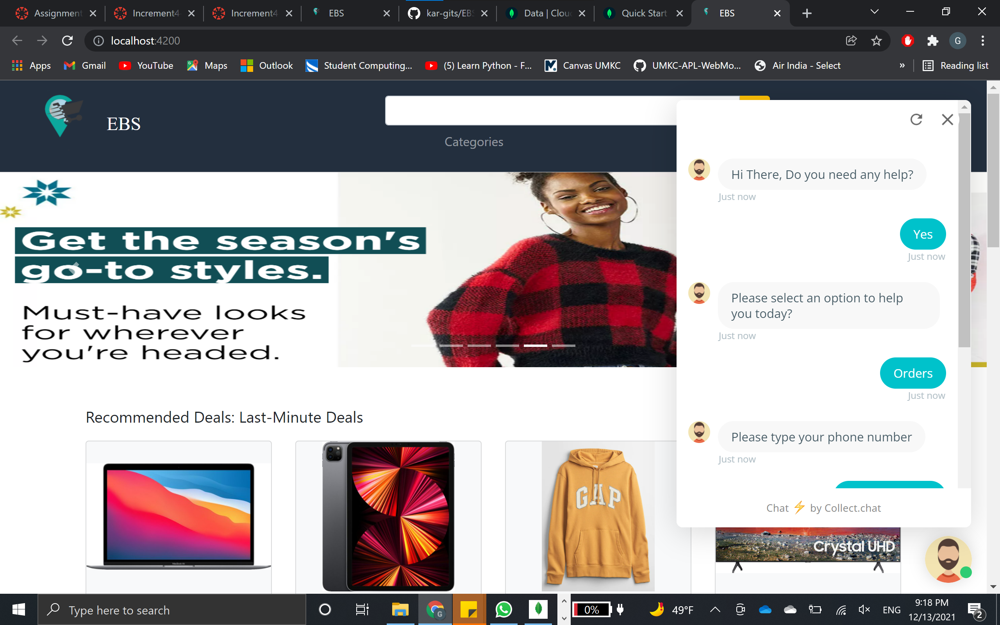 Assignment
Increment4
Increment4
EBS
kar-gits/EBS
Data | Clou
Quick Start
EBS
localhost:4200
G
Apps
Gmail
YouTube
Maps
Outlook
Student Computing...
(5) Learn Python - F...
Canvas UMKC
UMKC-APL-WebMo...
Air India - Select
»
Reading list
EBS
Categories
Get the season's
go-to styles.
Must-have looks
for wherever
you're headed.
Hi There, Do you need any help?
Just now
Yes
Just now
Please select an option to help
you today?
Just now
Orders
Just now
Please type your phone number
Just now
Chat ⚡ by Collect.chat
Recommended Deals: Last-Minute Deals
MacBook Air
GAP
Crystal UHD
Type here to search
G
0%
49°F
ENG
9:18 PM
12/13/2021
2